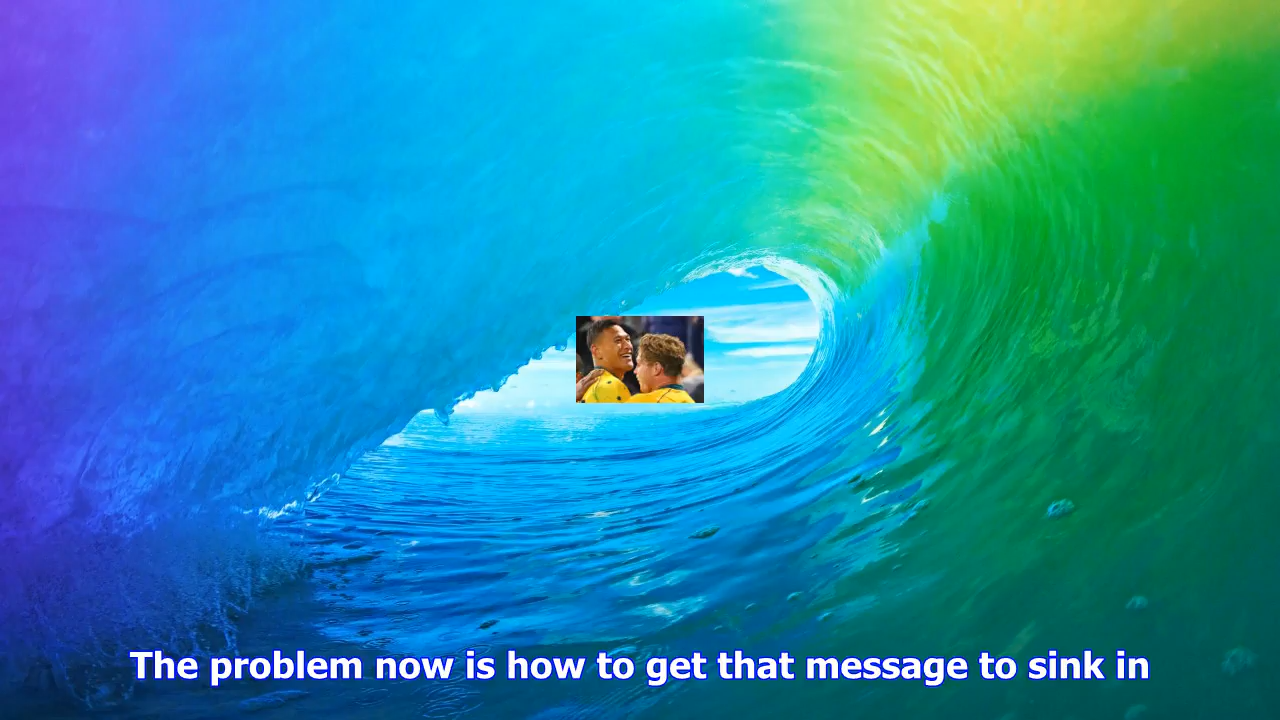 The problem now is how to get that message to sink in